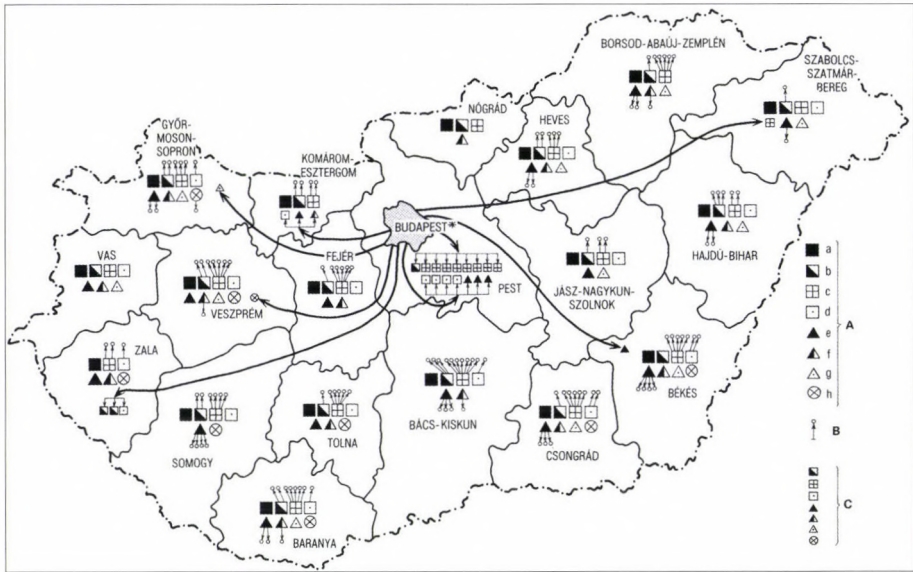 BORSOD-ABAÚJ-ZEMPLÉN
SZABOLCS-
SZATMÁR-
BEREG
NÓGRÁD
HEVES
GYŐR-
MOSON-
SOPRON
KOMÁROM-
ESZTERGOM
BUDAPEST*
HAJDÚ-BIHAR
VAS
FEJÉR
PEST
JÁSZ-NAGYKUN-
SZOLNOK
VESZPRÉM
ZALA
BÉKÉS
BÁCS-KISKUN
TOLNA
CSONGRÁD
SOMOGY
BARANYA
a
b
c
d
e
f
g
h
A
B
C